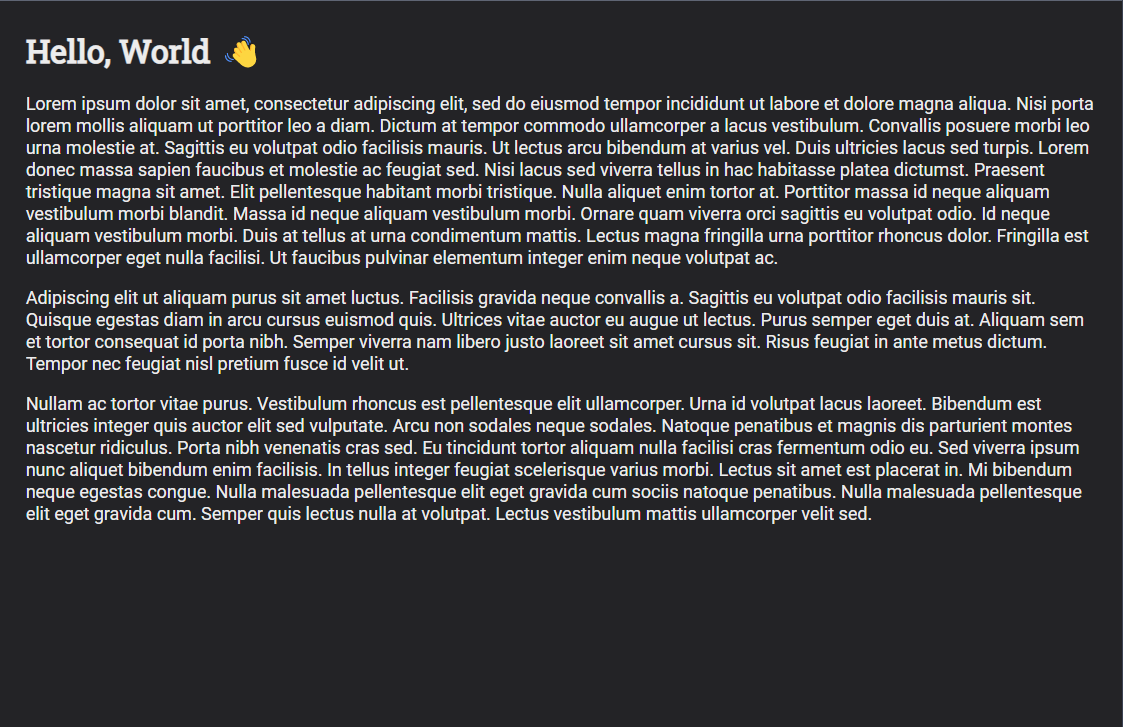 Hello, World 👋
Lorem ipsum dolor sit amet, consectetur adipiscing elit, sed do eiusmod tempor incididunt ut labore et dolore magna aliqua. Nisi porta
lorem mollis aliquam ut porttitor leo a diam. Dictum at tempor commodo ullamcorper a lacus vestibulum. Convallis posuere morbi leo
urna molestie at. Sagittis eu volutpat odio facilisis mauris. Ut lectus arcu bibendum at varius vel. Duis ultricies lacus sed turpis. Lorem
donec massa sapien faucibus et molestie ac feugiat sed. Nisi lacus sed viverra tellus in hac habitasse platea dictumst. Praesent
tristique magna sit amet. Elit pellentesque habitant morbi tristique. Nulla aliquet enim tortor at. Porttitor massa id neque aliquam
vestibulum morbi blandit. Massa id neque aliquam vestibulum morbi. Ornare quam viverra orci sagittis eu volutpat odio. Id neque
aliquam vestibulum morbi. Duis at tellus at urna condimentum mattis. Lectus magna fringilla urna porttitor rhoncus dolor. Fringilla est
ullamcorper eget nulla facilisi. Ut faucibus pulvinar elementum integer enim neque volutpat ac.
Adipiscing elit ut aliquam purus sit amet luctus. Facilisis gravida neque convallis a. Sagittis eu volutpat odio facilisis mauris sit.
Quisque egestas diam in arcu cursus euismod quis. Ultrices vitae auctor eu augue ut lectus. Purus semper eget duis at. Aliquam sem
et tortor consequat id porta nibh. Semper viverra nam libero justo laoreet sit amet cursus sit. Risus feugiat in ante metus dictum.
Tempor nec feugiat nisl pretium fusce id velit ut.
Nullam ac tortor vitae purus. Vestibulum rhoncus est pellentesque elit ullamcorper. Urna id volutpat lacus laoreet. Bibendum est
ultricies integer quis auctor elit sed vulputate. Arcu non sodales neque sodales. Natoque penatibus et magnis dis parturient montes
nascetur ridiculus. Porta nibh venenatis cras sed. Eu tincidunt tortor aliquam nulla facilisi cras fermentum odio eu. Sed viverra ipsum
nunc aliquet bibendum enim facilisis. In tellus integer feugiat scelerisque varius morbi. Lectus sit amet est placerat in. Mi bibendum
neque egestas congue. Nulla malesuada pellentesque elit eget gravida cum sociis natoque penatibus. Nulla malesuada pellentesque
elit eget gravida cum. Semper quis lectus nulla at volutpat. Lectus vestibulum mattis ullamcorper velit sed.